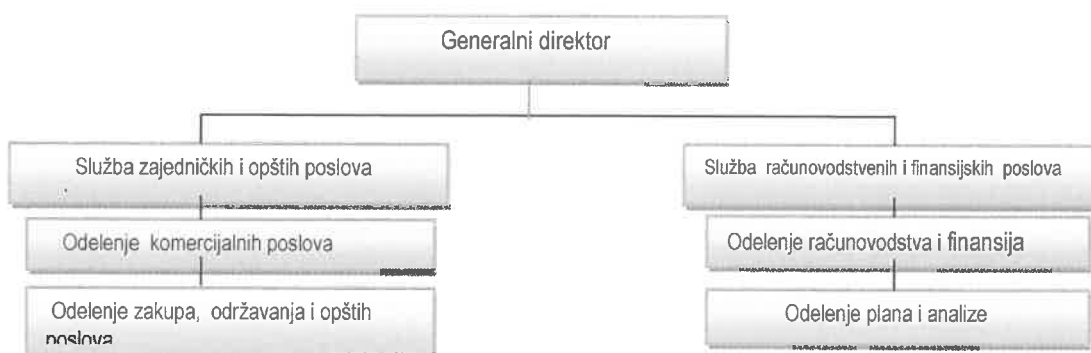 Generalni direktor
Služba zajedničkih i opštih poslova
Služba računovodstvenih i finansijskih poslova
Odelenje komercijalnih poslova
Odelenje računovodstva i finansija
Odelenje zakupa, održavanja i opštih
poslova
Odelenje plana i analize